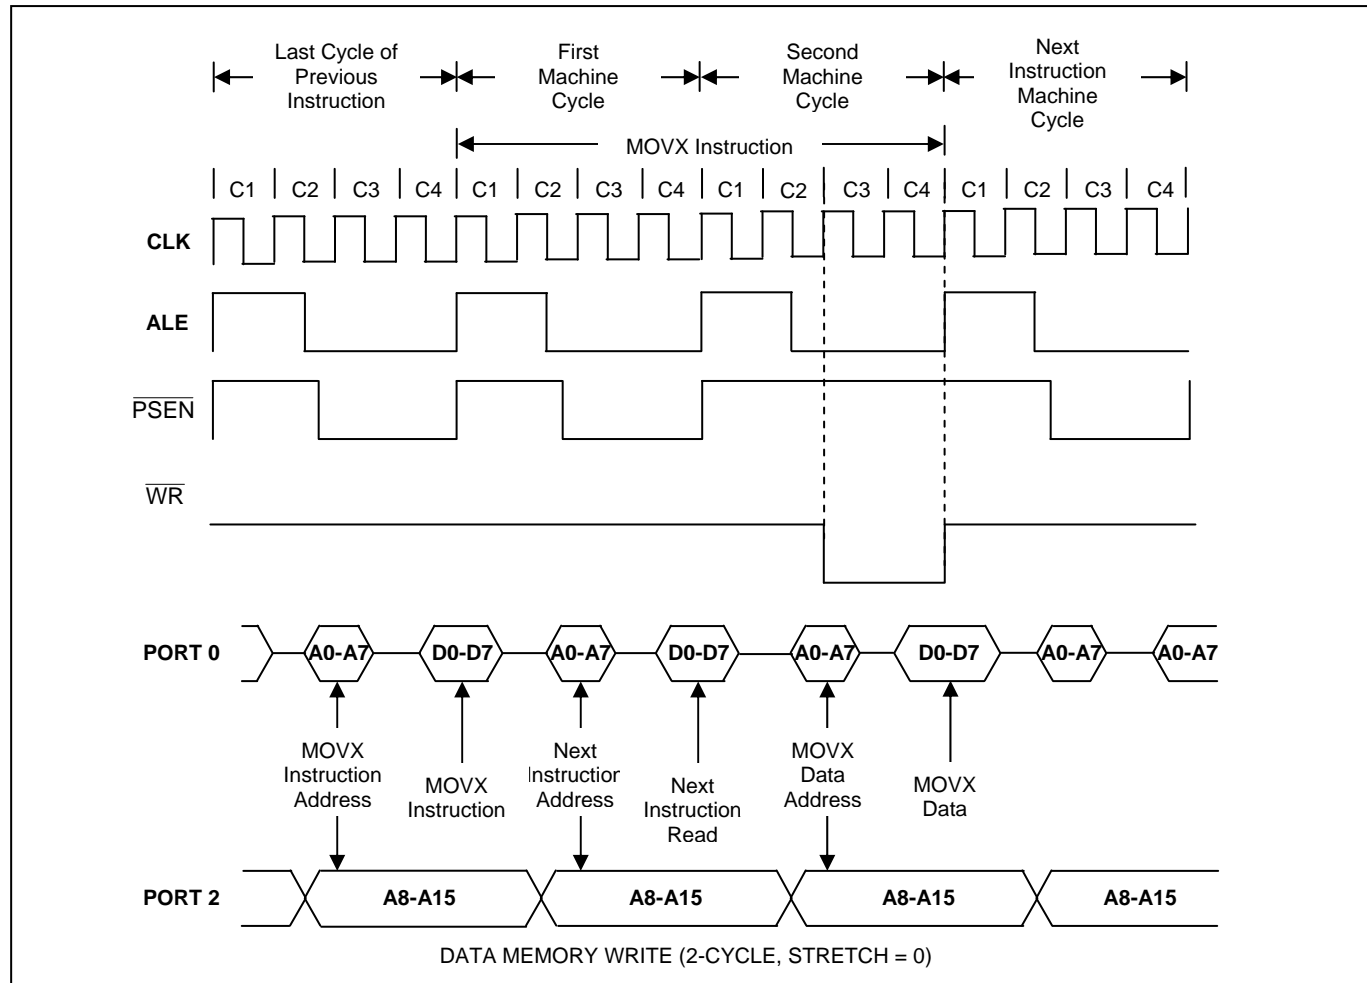 Last Cycle of
Previous
Instruction
First
Machine
Cycle
Second
Machine
Cycle
Next
Instruction
Machine
Cycle
MOVX Instruction
C1 C2 C3 C4 C1 C2 C3 C4 C1 C2 C3 C4 C1 C2 C3 C4
CLK
ALE
PSEN
WR
PORT 0 A0-A7 D0-D7 A0-A7 D0-D7 A0-A7 D0-D7 A0-A7 A0-A7
MOVX
Instruction
Address
MOVX
Instruction
Next
Instruction
Address
Next
Instruction
Read
MOVX
Data
Address
MOVX
Data
PORT 2 A8-A15 A8-A15 A8-A15 A8-A15
DATA MEMORY WRITE (2-CYCLE, STRETCH = 0)